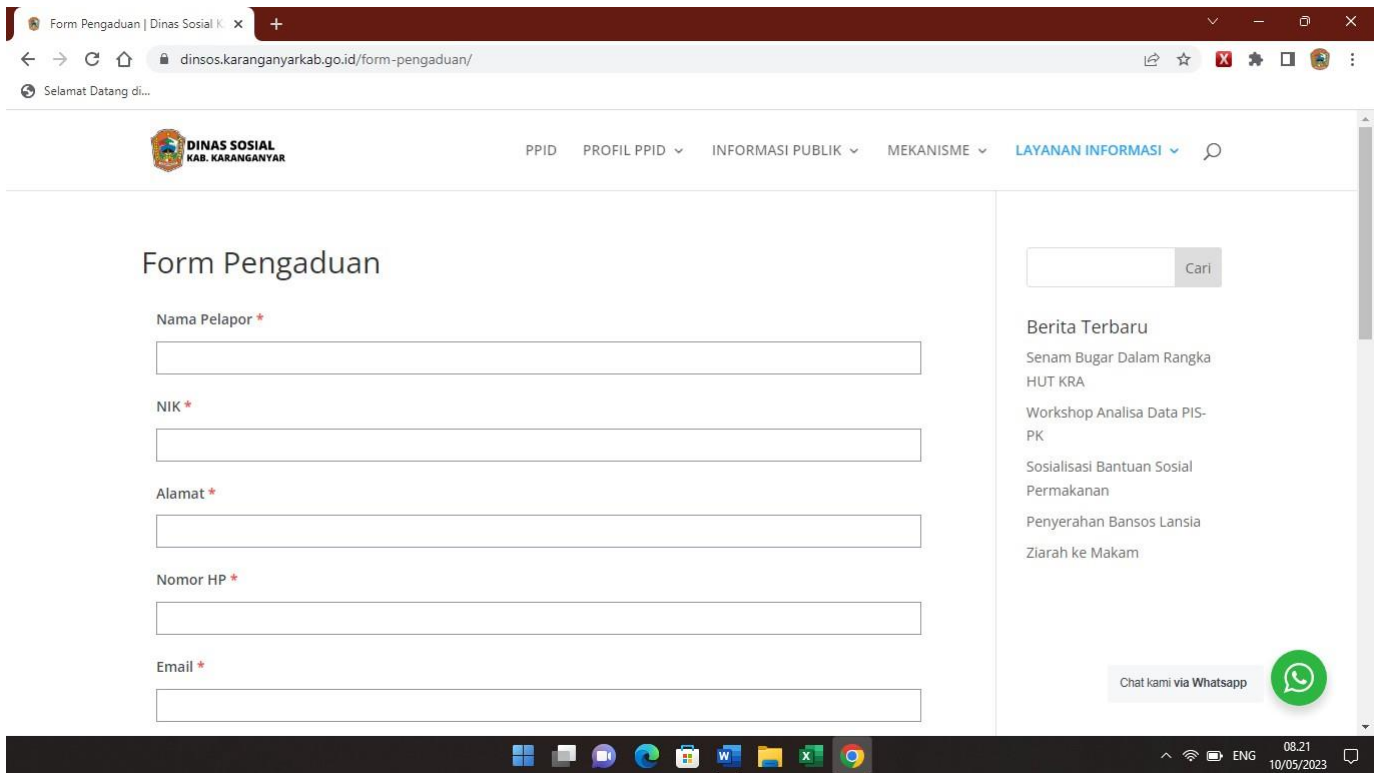 Form Pengaduan | Dinas Sosial K
dinsos.karanganyarkab.go.id/form-pengaduan/
Selamat Datang di...
DINAS SOSIAL
KAB. KARANGANYAR
PPID PROFIL PPID INFORMASI PUBLIK MEKANISME LAYANAN INFORMASI
Form Pengaduan
Nama Pelapor *
NIK *
Alamat *
Nomor HP *
Email *
Cari
Berita Terbaru
Senam Bugar Dalam Rangka
HUT KRA
Workshop Analisa Data PIS-
PK
Sosialisasi Bantuan Sosial
Permakanan
Penyerahan Bansos Lansia
Ziarah ke Makam
Chat kami via Whatsapp
ENG
08.21
10/05/2023